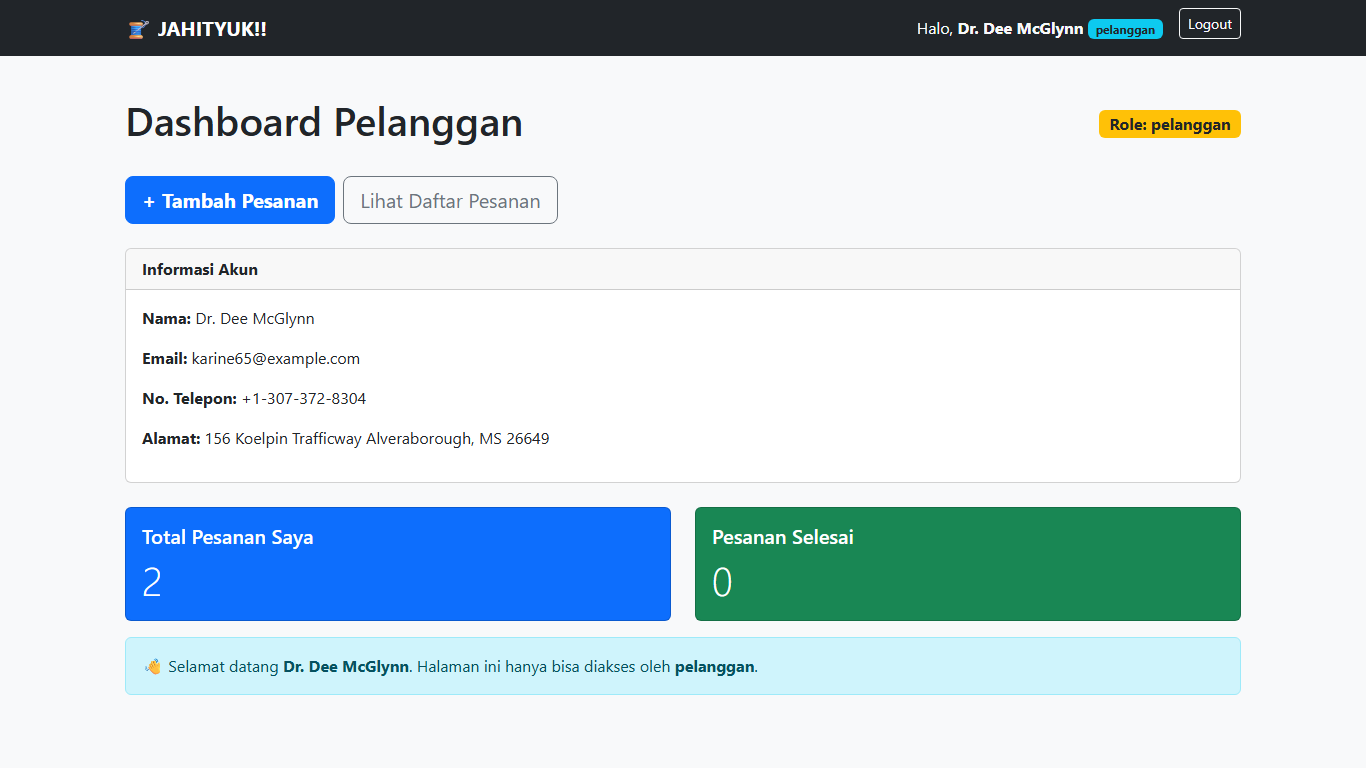 JAHITYUK!!
Halo, Dr. Dee McGlynn pelanggan
Logout
Dashboard Pelanggan
Role: pelanggan
+ Tambah Pesanan
Lihat Daftar Pesanan
Informasi Akun
Nama: Dr. Dee McGlynn
Email: karine65@example.com
No. Telepon: +1-307-372-8304
Alamat: 156 Koelpin Trafficway Alveraborough, MS 26649
Total Pesanan Saya
2
Pesanan Selesai
0
👋 Selamat datang Dr. Dee McGlynn. Halaman ini hanya bisa diakses oleh pelanggan.